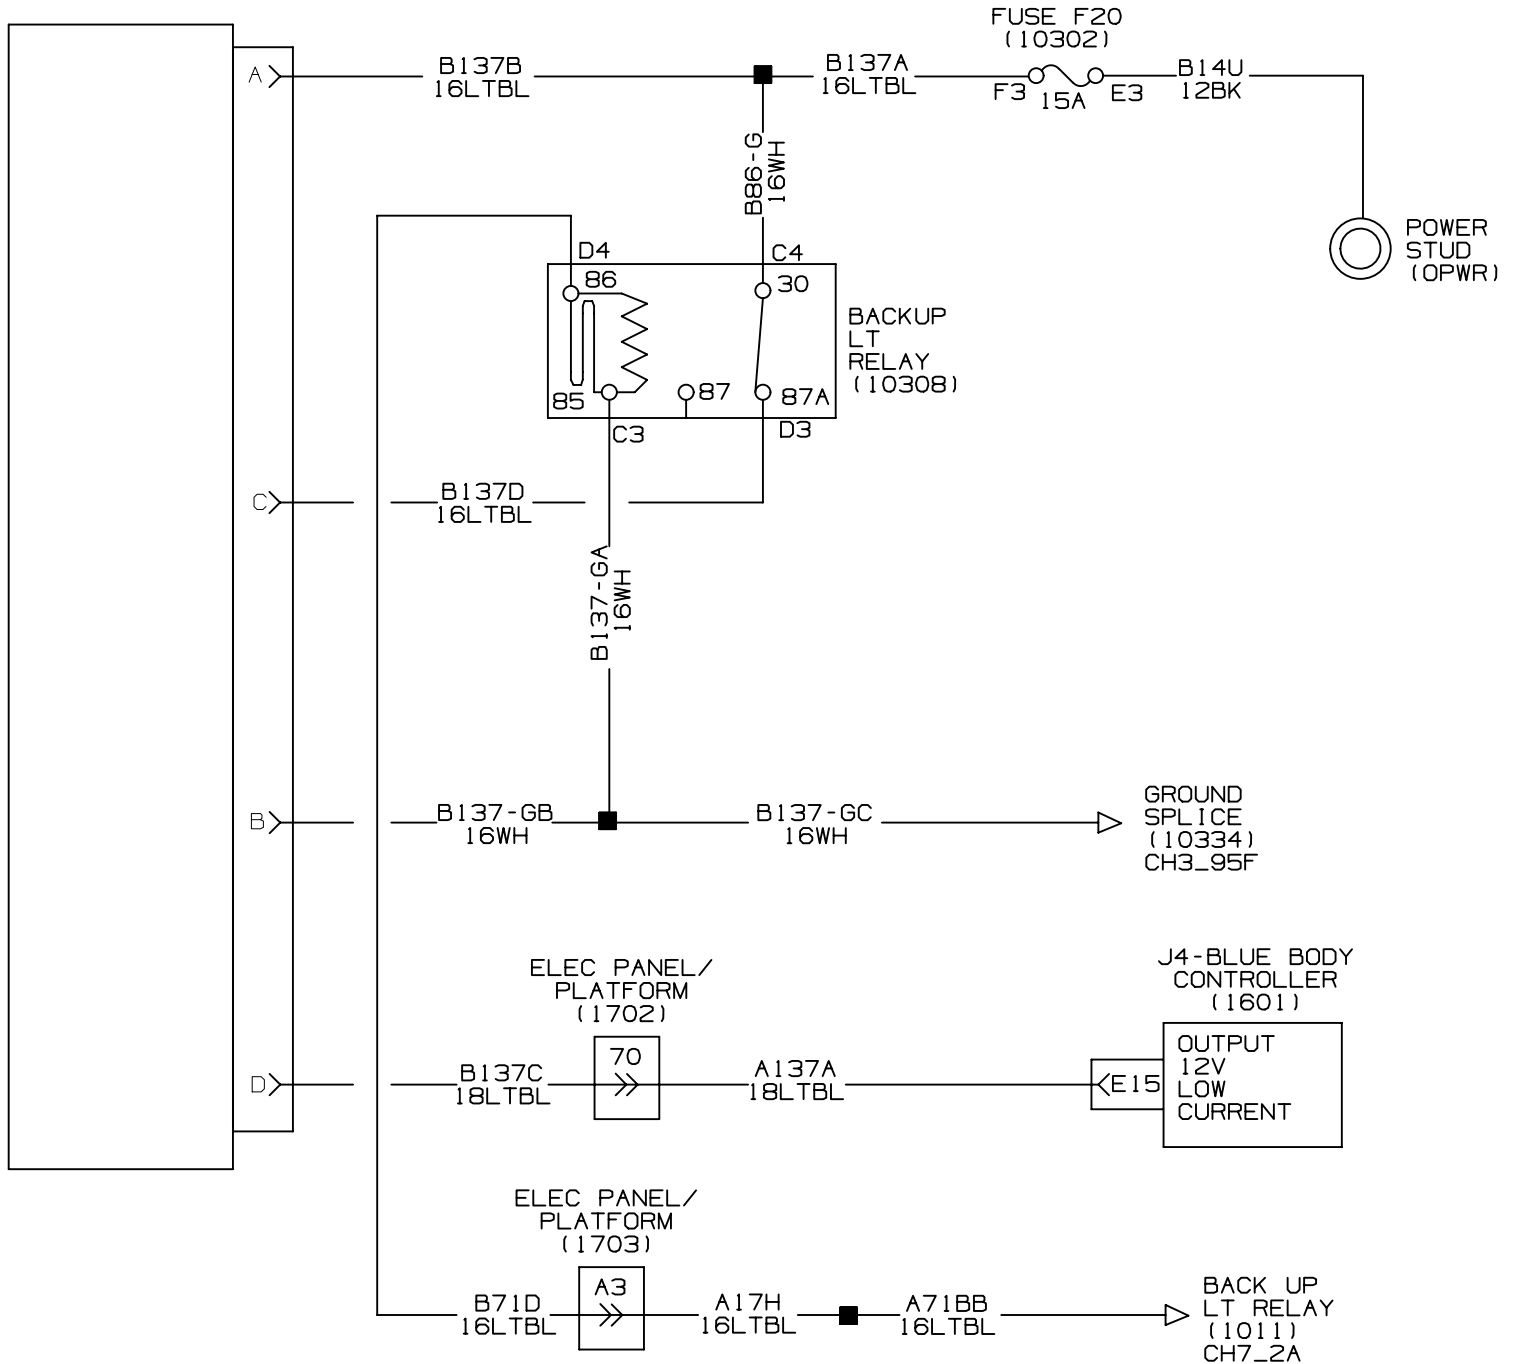 FUSE F20
(10302)
A
B137B
16LTBL
B137A
16LTBL
F3
15A
E3
B14U
12BK
B86-G
16WH
POWER
STUD
(OPWR)
D4
C4
86
30
BACKUP
LT
RELAY
(10308)
85
87
87A
C3
D3
C
B137D
16LTBL
B137-GA
16WH
B
B137-GB
16WH
B137-GC
16WH
GROUND
SPLICE
(10334)
CH3_95F
ELEC PANEL/
PLATFORM
(1702)
J4-BLUE BODY
CONTROLLER
(1601)
D
B137C
18LTBL
70
A137A
18LTBL
E15
OUTPUT
12V
LOW
CURRENT
ELEC PANEL/
PLATFORM
(1703)
B71D
16LTBL
A3
A17H
16LTBL
A71BB
16LTBL
BACK UP
LT RELAY
(1011)
CH7_2A